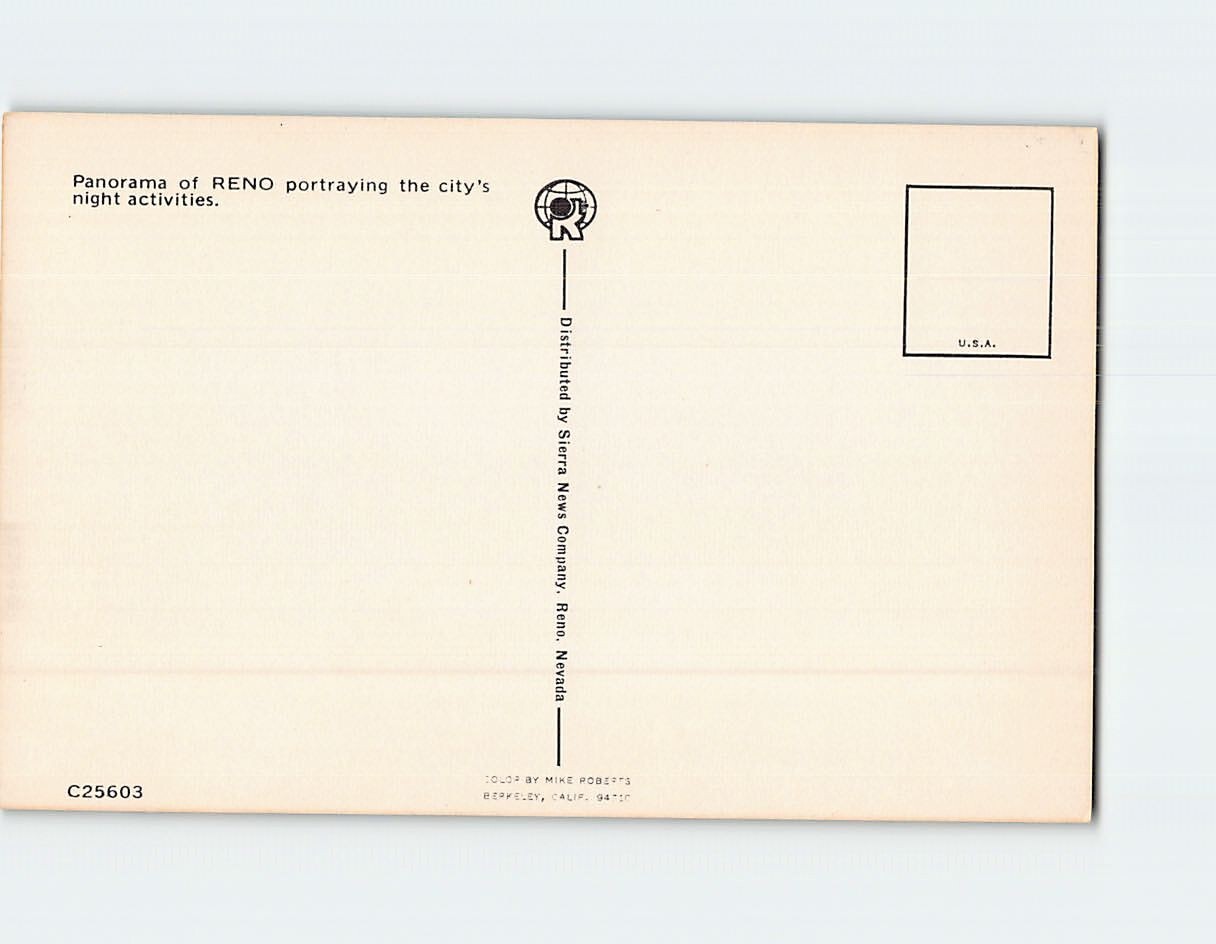 Panorama of RENO portraying the city's
night activities.
U.S.A.
Distributed by Sierra News Company, Reno, Nevada
COLOR BY MIKE ROBERTS
BERKELEY, CALIF.
C25603